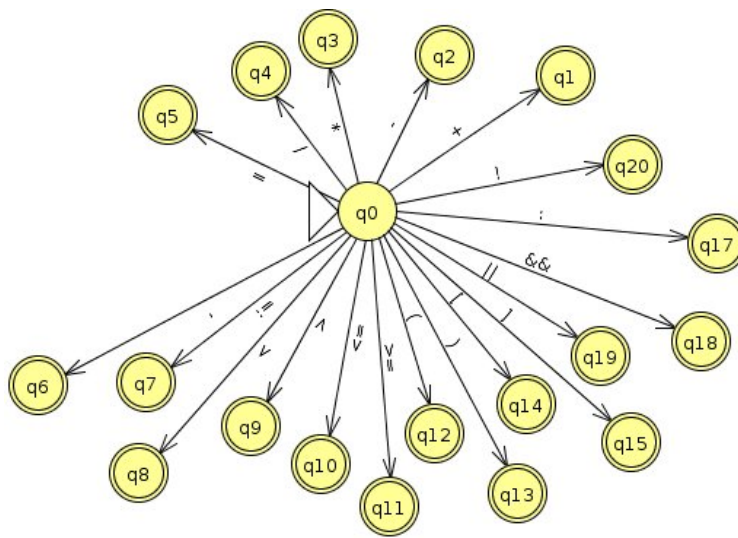 q3
q2
q4
q1
q5
*
-
+
/
q20
!
=
q0
q17
&&
||
,
!=
<
>
<=
>=
(
)
[
]
q18
q19
q6
q7
q14
q9
q12
q15
q8
q10
q13
q11